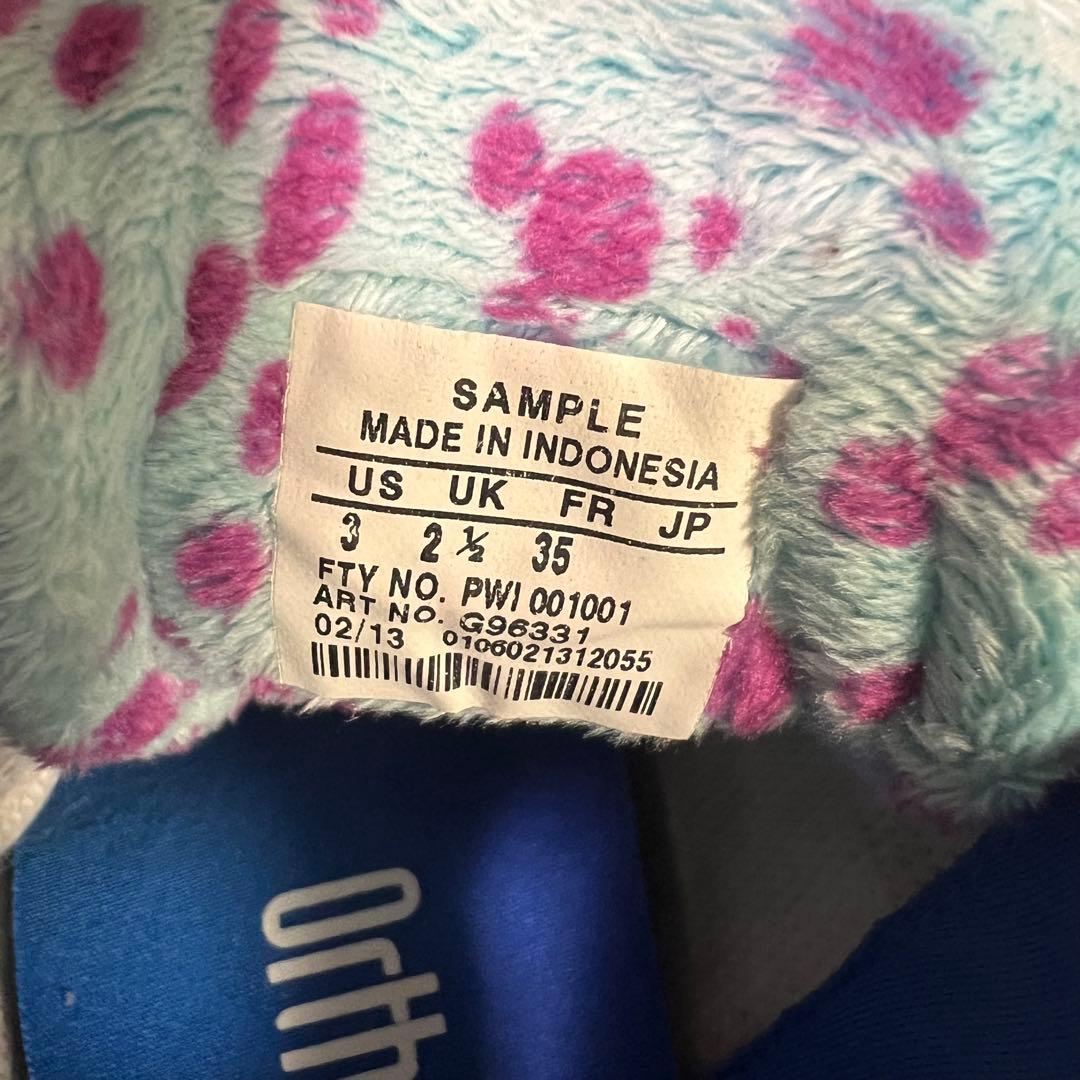 SAMPLE
MADE IN INDONESIA
US UK FR JP
3 2 ½ 35
FTY NO. PWI 001001
ART NO. G96331
02/13 0106021312055
Orth